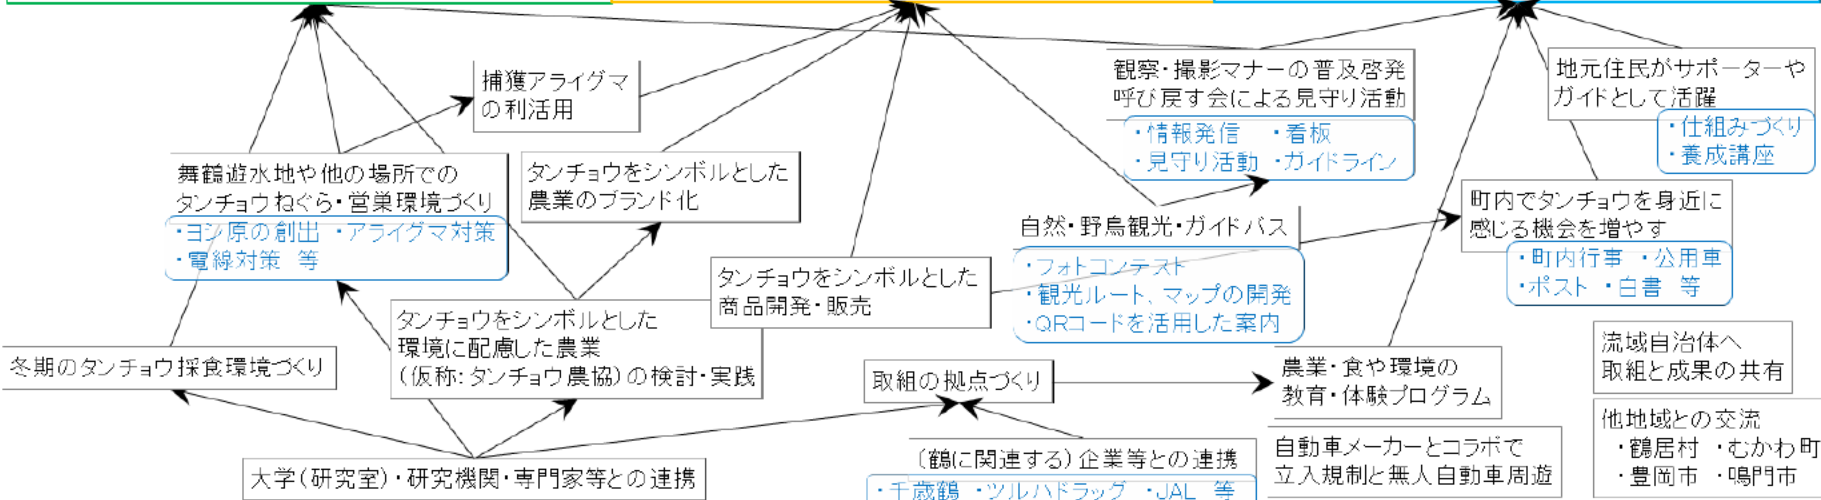 捕獲アライグマ
の利活用
観察・撮影マナーの普及啓発
呼び戻す会による見守り活動
・情報発信　・看板
・見守り活動　・ガイドライン
地元住民がサポーターや
ガイドとして活躍
・仕組みづくり
・養成講座
舞鶴遊水地や他の場所での
タンチョウねぐら・営巣環境づくり
・ヨシ原の創出　・アライグマ対策
・電線対策　等
タンチョウをシンボルとした
農業のブランド化
自然・野鳥観光・ガイドバス
・フォトコンテスト
・観光ルート、マップの開発
・QRコードを活用した案内
町内でタンチョウを身近に
感じる機会を増やす
・町内行事　・公用車
・ポスト　・白書　等
タンチョウをシンボルとした
商品開発・販売
タンチョウをシンボルとした
環境に配慮した農業
（仮称：タンチョウ農協）の検討・実践
冬期のタンチョウ採食環境づくり
取組の拠点づくり
農業・食や環境の
教育・体験プログラム
流域自治体へ
取組と成果の共有
大学（研究室）・研究機関・専門家等との連携
（鶴に関連する）企業等との連携
・千歳鶴　・ツルハドラッグ　・JAL　等
自動車メーカーとコラボで
立入規制と無人自動車周遊
他地域との交流
・鶴居村　・むかわ町
・豊岡市　・鳴門市